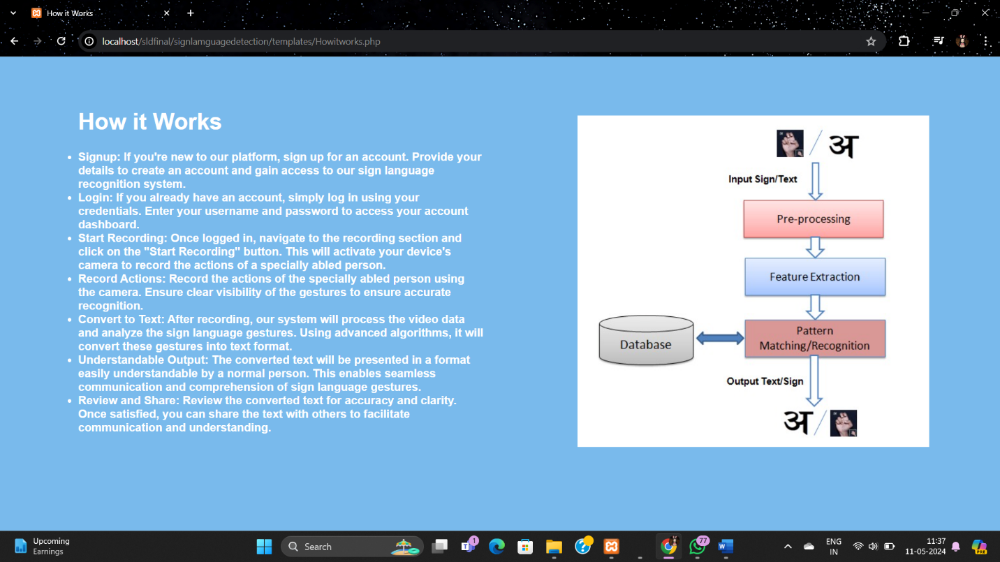 How it Works
localhost/sldfinal/signlamguagedetection/templates/Howitworks.php
How it Works
Signup: If you're new to our platform, sign up for an account. Provide your
details to create an account and gain access to our sign language
recognition system.
Login: If you already have an account, simply log in using your
credentials. Enter your username and password to access your account
dashboard.
Start Recording: Once logged in, navigate to the recording section and
click on the "Start Recording" button. This will activate your device's
camera to record the actions of a specially abled person.
Record Actions: Record the actions of the specially abled person using
the camera. Ensure clear visibility of the gestures to ensure accurate
recognition.
Convert to Text: After recording, our system will process the video data
and analyze the sign language gestures. Using advanced algorithms, it will
convert these gestures into text format.
Understandable Output: The converted text will be presented in a format
easily understandable by a normal person. This enables seamless
communication and comprehension of sign language gestures.
Review and Share: Review the converted text for accuracy and clarity.
Once satisfied, you can share the text with others to facilitate
communication and understanding.
अ
Input Sign/Text
Pre-processing
Feature Extraction
Pattern
Matching/Recognition
Database
Output Text/Sign
अ
Upcoming
Earnings
Search
1
77
ENG
IN
11:37
11-05-2024
PRE